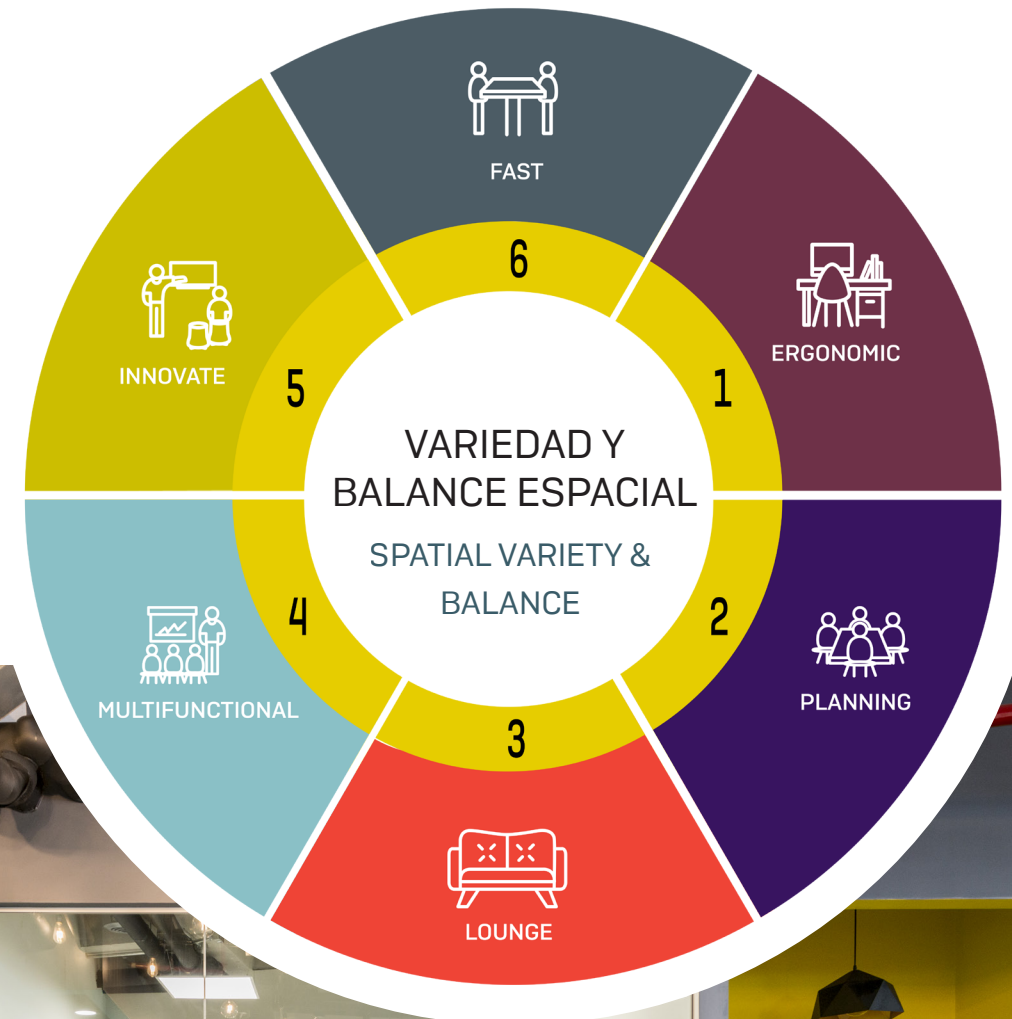 FAST
6
ERGONOMIC
1
INNOVATE
5
VARIEDAD Y
BALANCE ESPACIAL
SPATIAL VARIETY &
BALANCE
PLANNING
2
MULTIFUNCTIONAL
4
3
LOUNGE